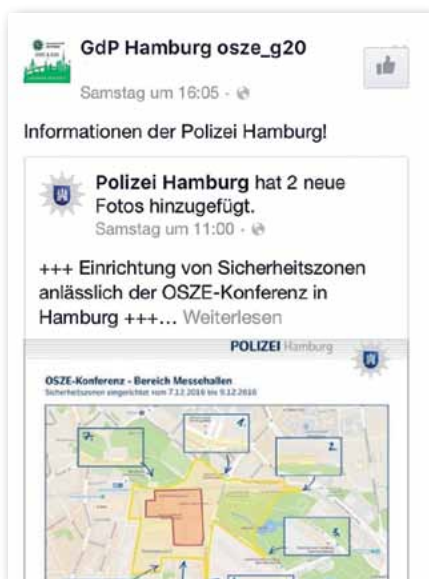 GdP Hamburg osze_g20
Samstag um 16:05 ·
Informationen der Polizei Hamburg!
Polizei Hamburg hat 2 neue
Fotos hinzugefügt.
Samstag um 11:00 ·
+++ Einrichtung von Sicherheitszonen
anlässlich der OSZE-Konferenz in
Hamburg +++... Weiterlesen
POLIZEI Hamburg
OSZE-Konferenz - Bereich Messehallen
Sicherheitszonen eingerichtet vom 7.12.2016 bis 9.12.2016